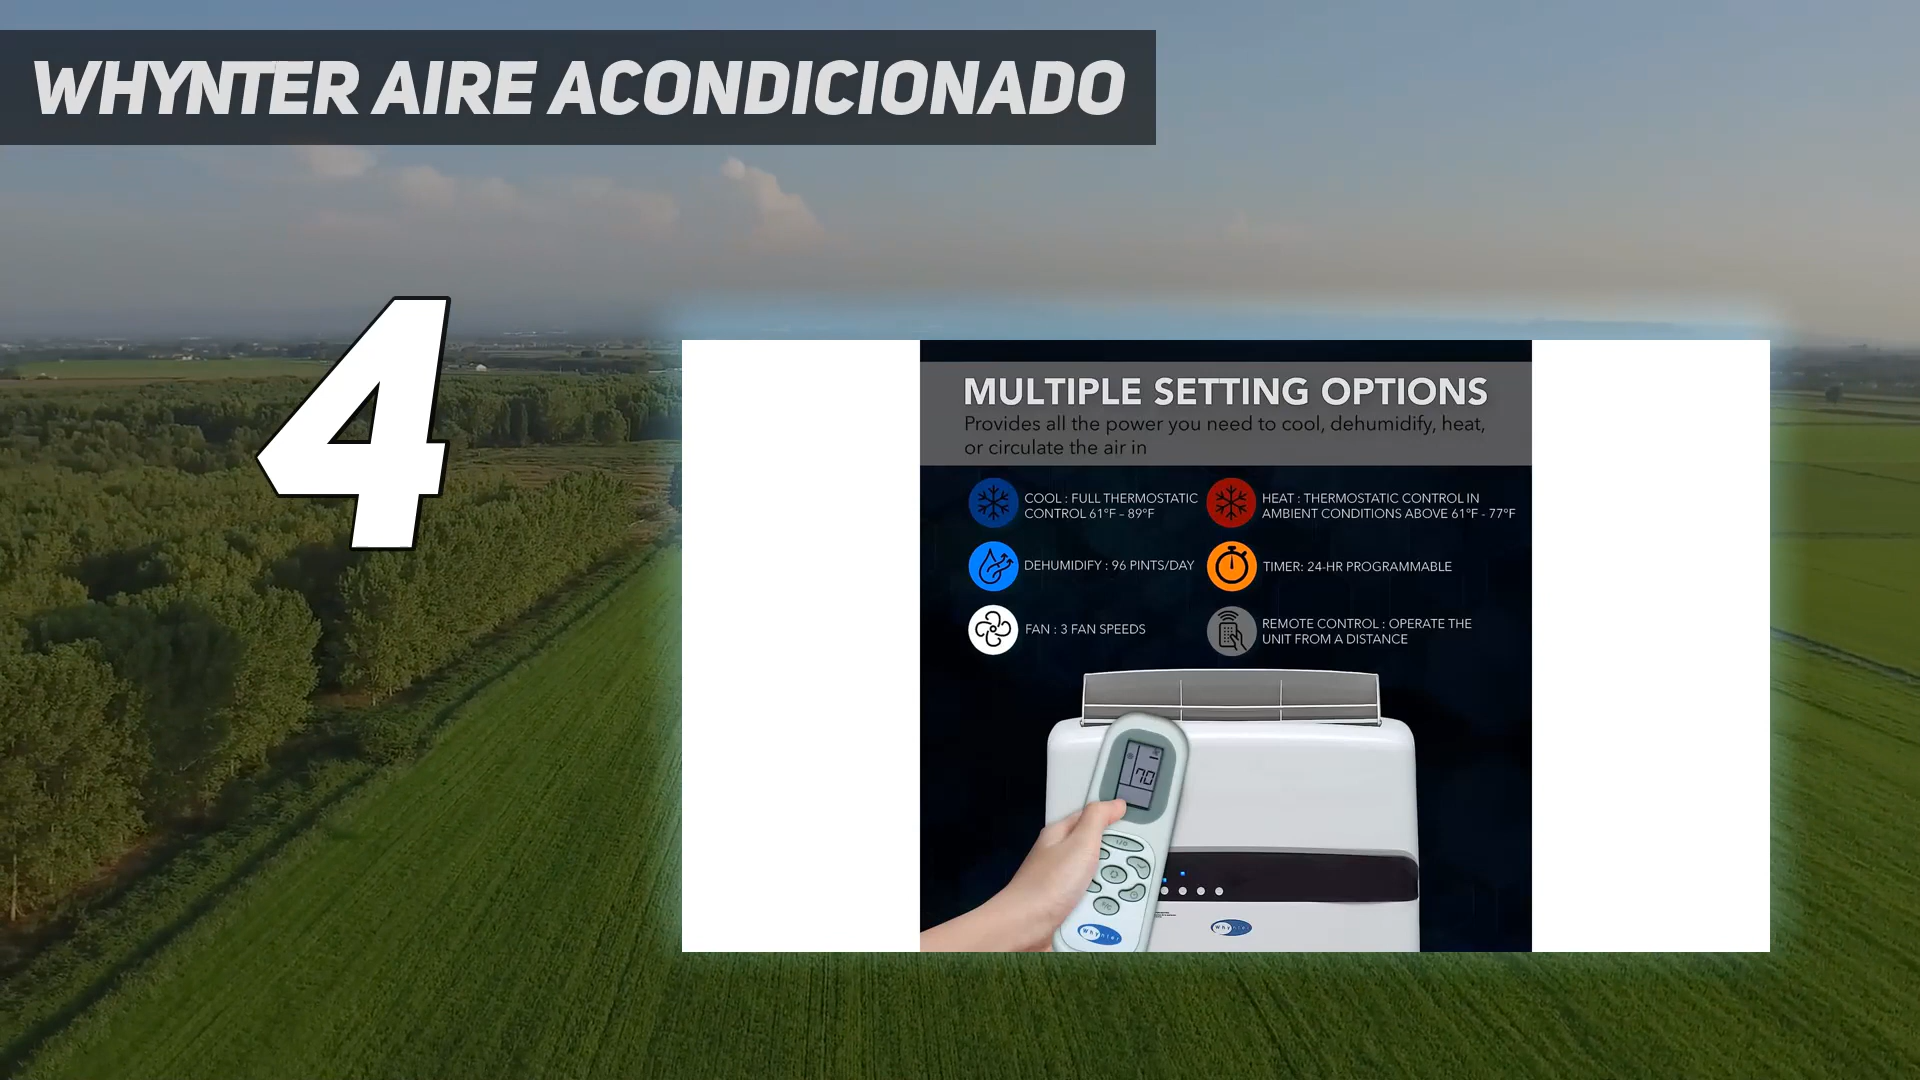 WHYNTER AIRE ACONDICIONADO
4
MULTIPLE SETTING OPTIONS
Provides all the power you need to cool, dehumidify, heat,
or circulate the air in
COOL : FULL THERMOSTATIC
CONTROL 61°F – 89°F
HEAT : THERMOSTATIC CONTROL IN
AMBIENT CONDITIONS ABOVE 61°F - 77°F
DEHUMIDIFY : 96 PINTS/DAY
TIMER: 24-HR PROGRAMMABLE
FAN : 3 FAN SPEEDS
REMOTE CONTROL : OPERATE THE
UNIT FROM A DISTANCE
70
Whynter
Whynter